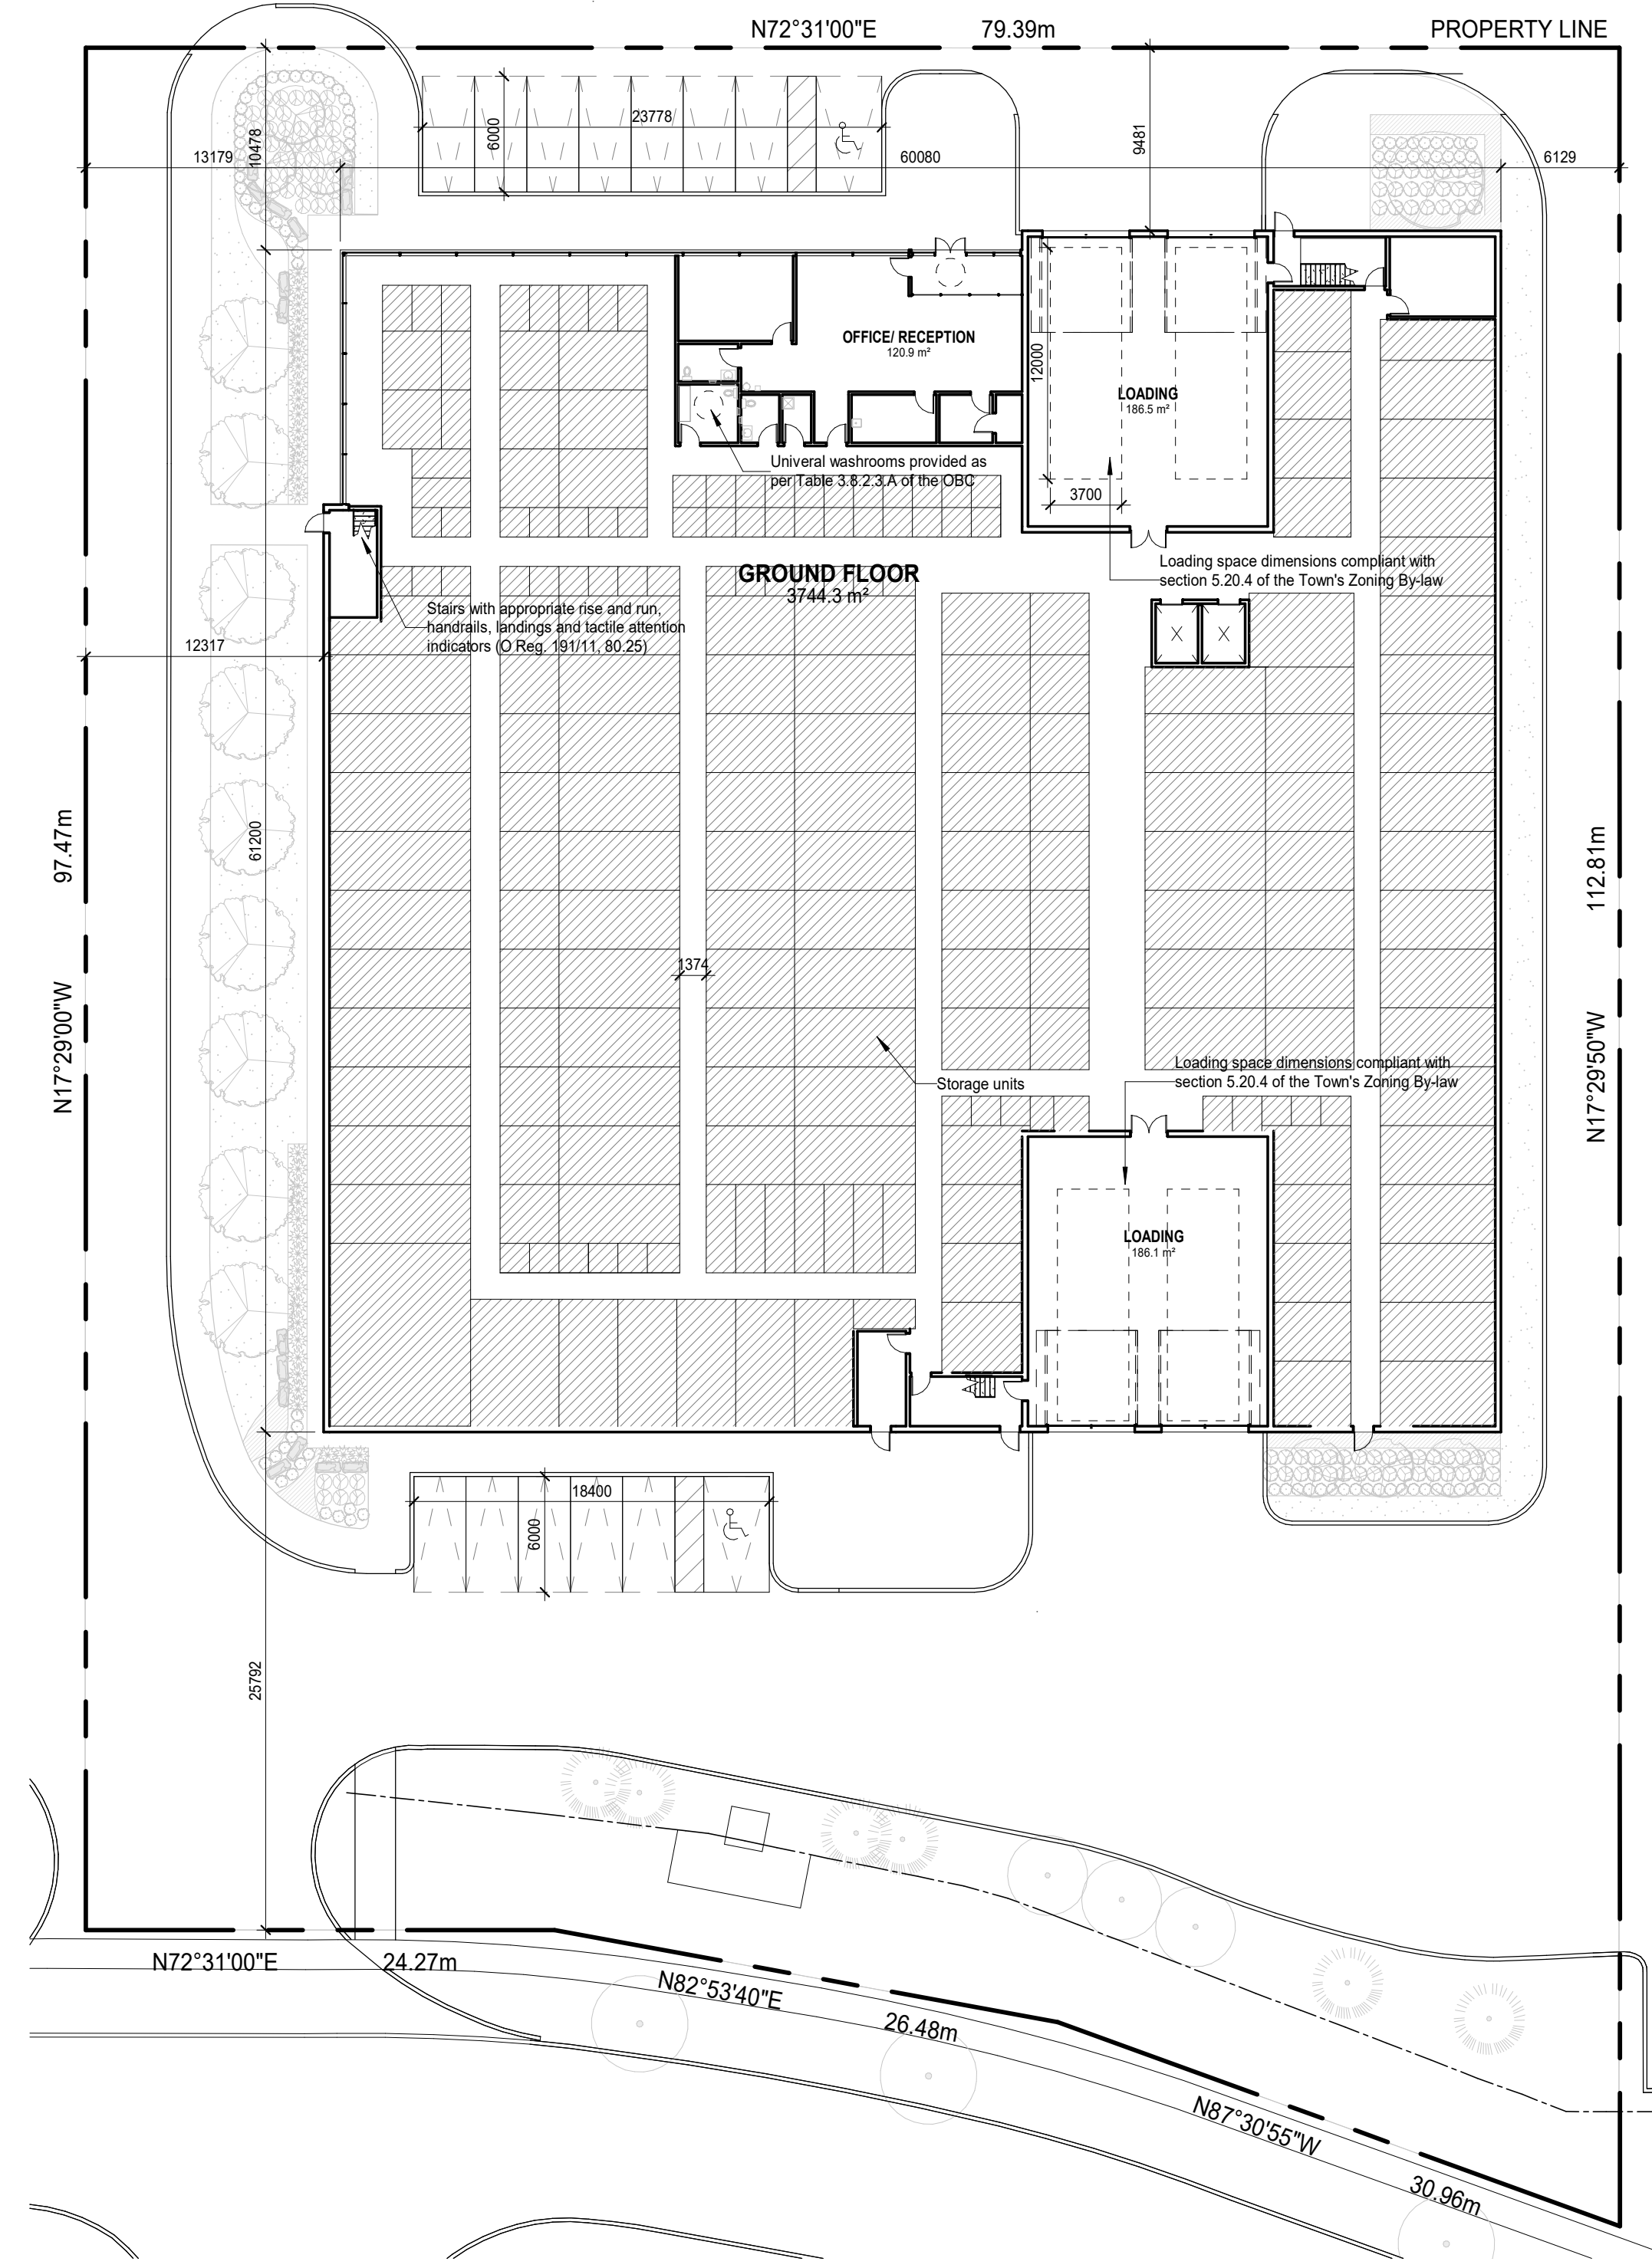 N72°31'00"E 79.39m PROPERTY LINE
23778
6000
10478
9481
13179
60080
6129
OFFICE/ RECEPTION
120.9 m²
12000
LOADING
186.5 m²
Univeral washrooms provided as
per Table 3.8.2.3.A of the OBC
3700
Loading space dimensions compliant with
section 5.20.4 of the Town's Zoning By-law
GROUND FLOOR
3744.3 m²
Stairs with appropriate rise and run,
handrails, landings and tactile attention
indicators (O Reg. 191/11, 80.25)
12317
97.47m
61200
112.81m
1374
N17°29'00"W
N17°29'50"W
Loading space dimensions compliant with
section 5.20.4 of the Town's Zoning By-law
Storage units
LOADING
186.1 m²
18400
6000
25792
N72°31'00"E 24.27m
N82°53'40"E
26.48m
N87°30'55"W
30.96m